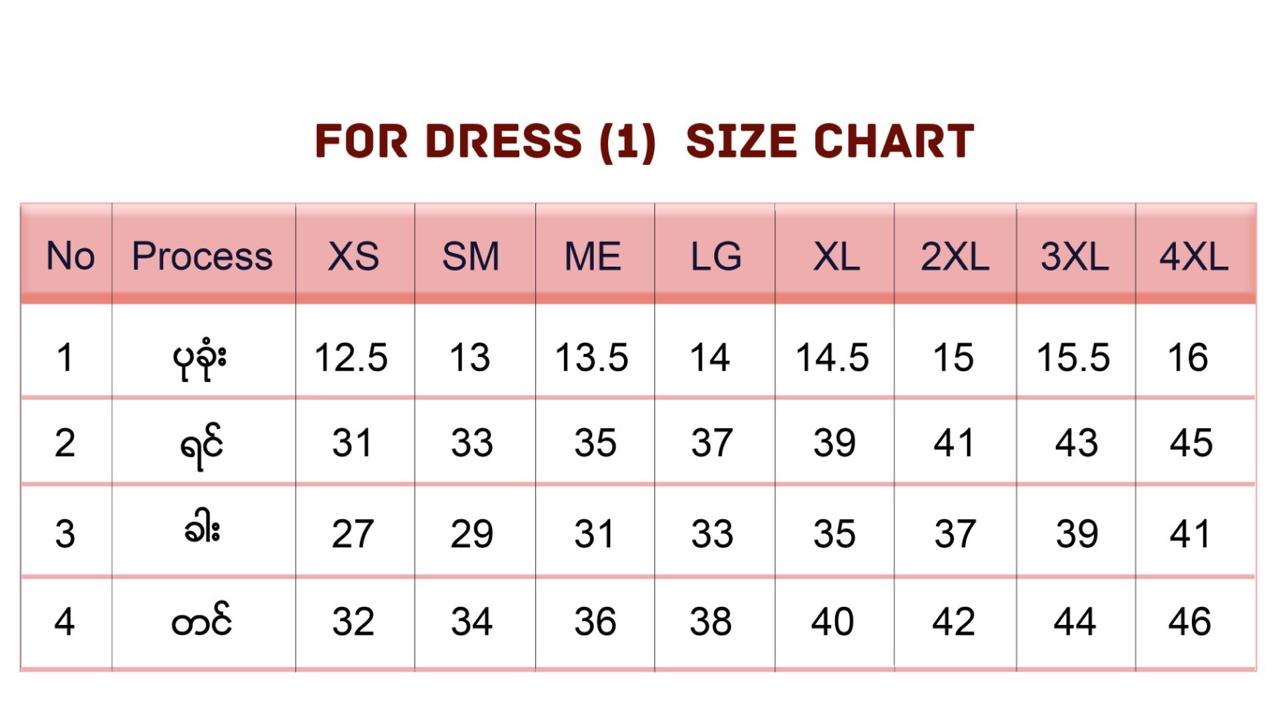 FOR DRESS (1) SIZE CHART
No Process XS SM ME LG XL 2XL 3XL 4XL
1 ပုခုံး 12.5 13 13.5 14 14.5 15 15.5 16
2 ရင် 31 33 35 37 39 41 43 45
3 ခါး 27 29 31 33 35 37 39 41
4 တင် 32 34 36 38 40 42 44 46